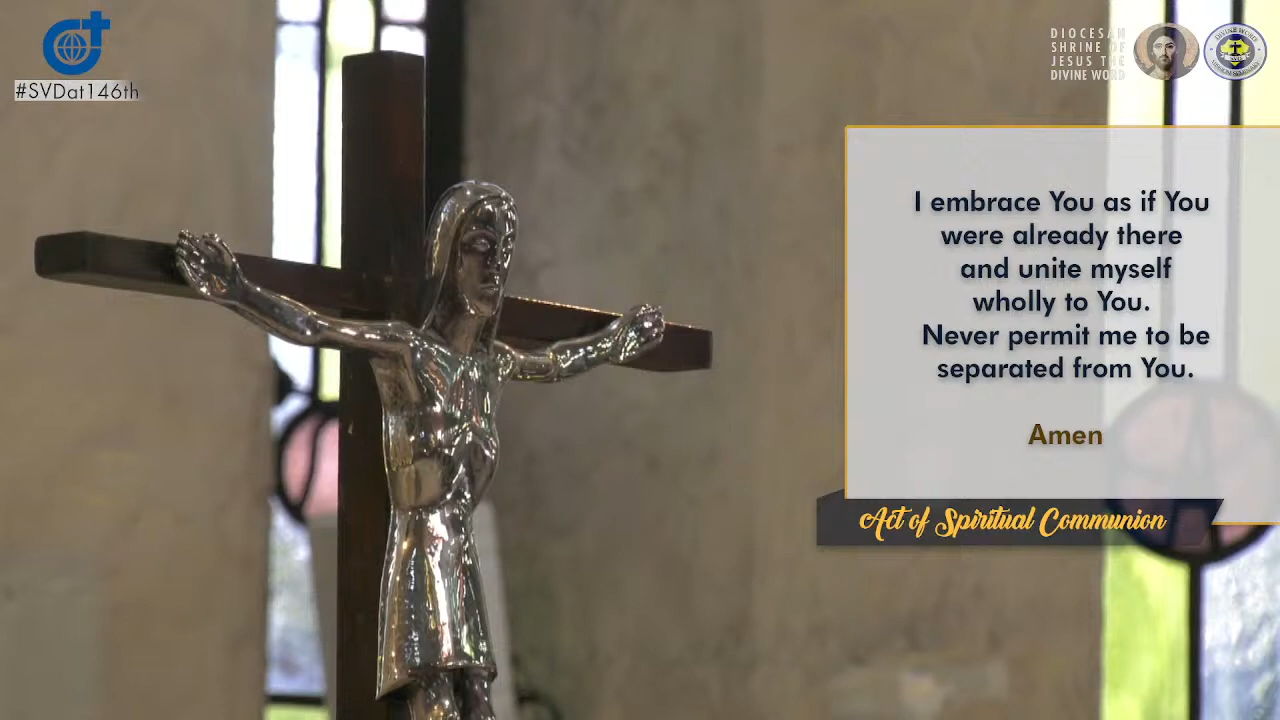 #SVDat146th
DIOCESAN
SHRINE OF
JESUS THE
DIVINE WORD
I embrace You as if You
were already there
and unite myself
wholly to You.
Never permit me to be
separated from You.
Amen
Act of Spiritual Communion